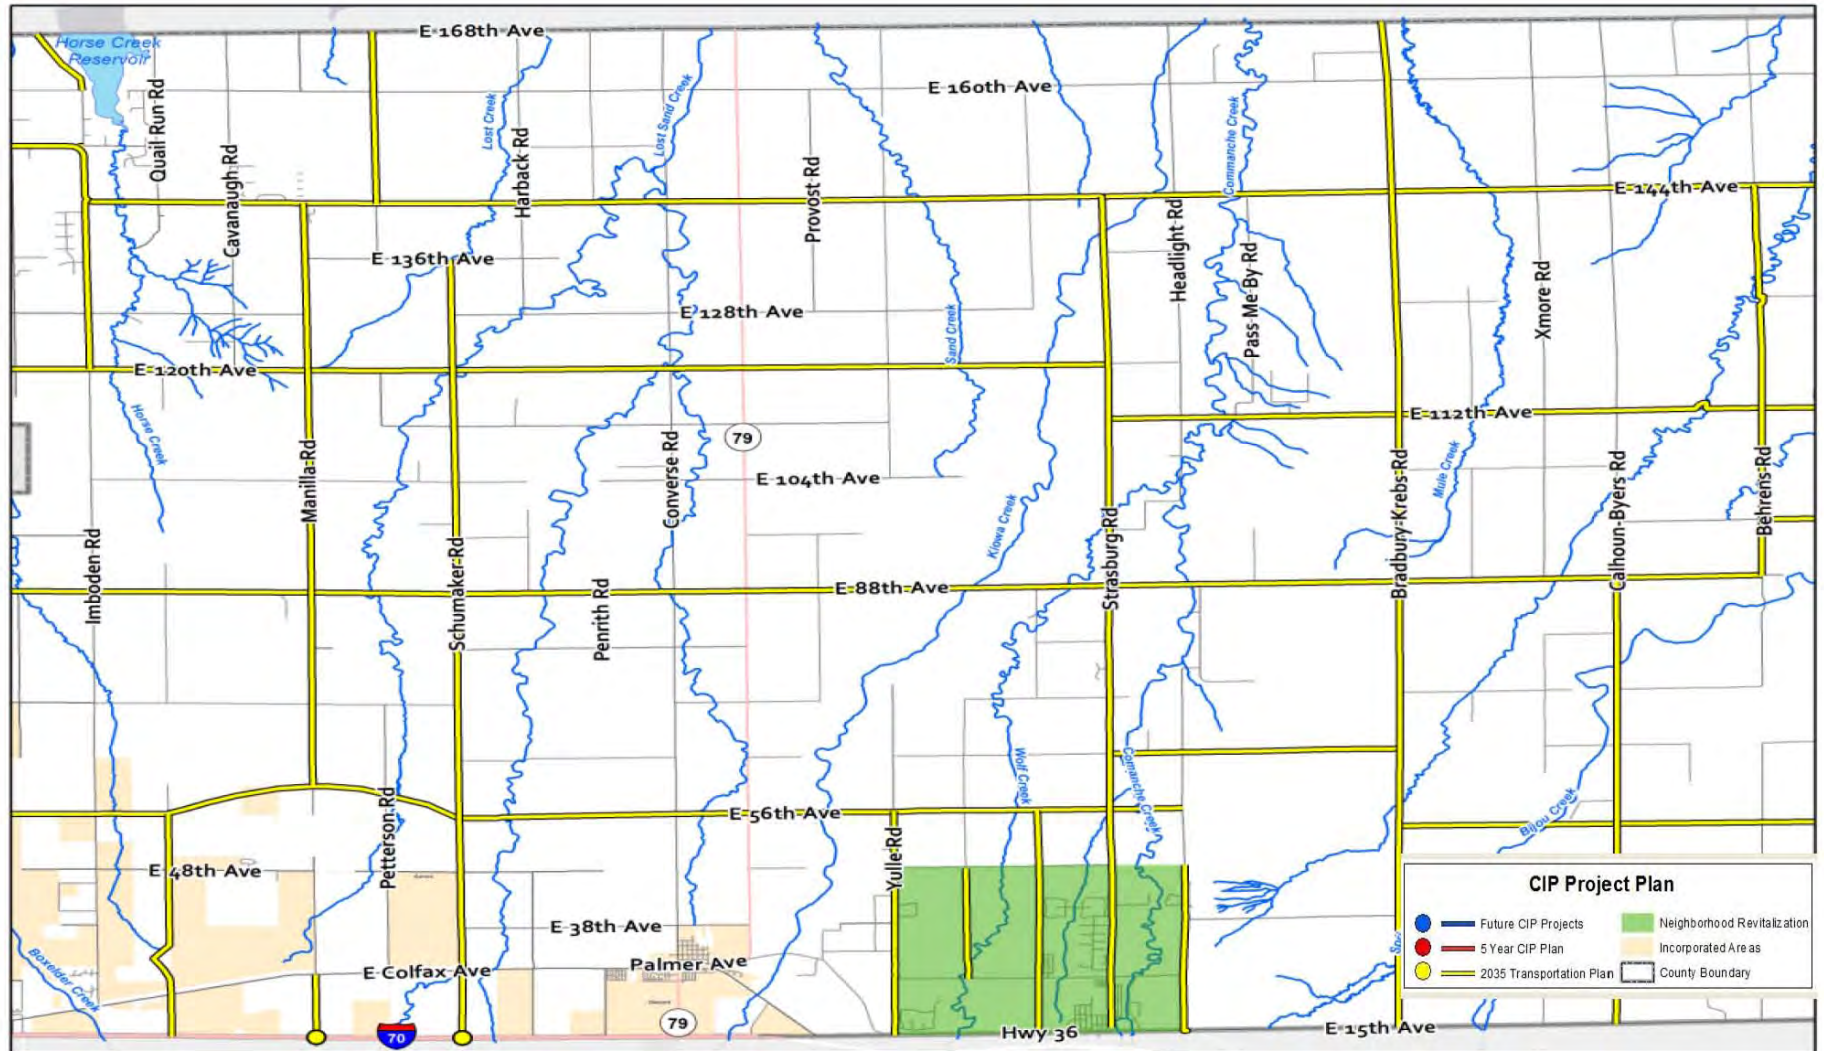 E 168th Ave
Horse Creek
Reservoir
Quail Run Rd
E 160th Ave
Lost Creek
Lost Sand Creek
Harback Rd
Cavanaugh Rd
Provost Rd
Commanche Creek
E 144th Ave
Headlight Rd
Pass Me By Rd
Xmore Rd
E 136th Ave
E 128th Ave
Sand Creek
E 120th Ave
Horse Creek
E 112th Ave
79
Manilla Rd
Converse Rd
E 104th Ave
Kiowa Creek
Mule Creek
Bradbury-Krebs Rd
Calhoun-Byers Rd
Behrens Rd
Imboden Rd
Schumaker Rd
Strasburg Rd
Penrith Rd
E 88th Ave
Wolf Creek
Comanche Creek
Petterson Rd
E 56th Ave
Yulle Rd
Bijou Creek
E 48th Ave
E 38th Ave
Palmer Ave
E Colfax Ave
Boxelder Creek
79
70
Hwy 36
E 15th Ave
CIP Project Plan
Future CIP Projects
5 Year CIP Plan
2035 Transportation Plan
Neighborhood Revitalization
Incorporated Areas
County Boundary